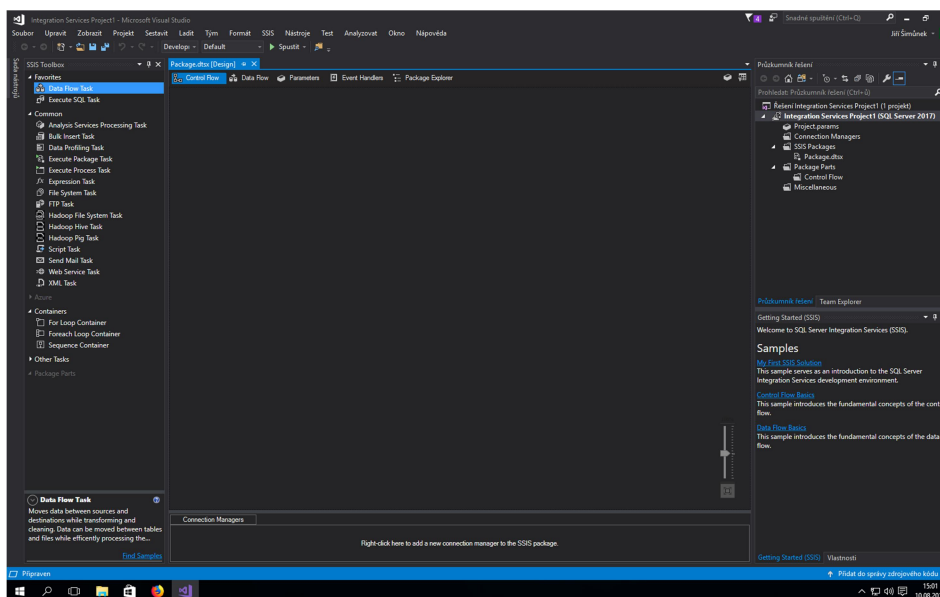 Integration Services Project1 - Microsoft Visual Studio
4
Snadné spuštění (Ctrl+Q)
Soubor Upravit Zobrazit Projekt Sestavit Ladit Tým Formát SSIS Nástroje Test Analyzovat Okno Nápověda
Jiří Šimůnek
Develop Default Spustit
Sada nástrojů
SSIS Toolbox
Favorites
Data Flow Task
Execute SQL Task
Common
Analysis Services Processing Task
Bulk Insert Task
Data Profiling Task
Execute Package Task
Execute Process Task
Expression Task
File System Task
FTP Task
Hadoop File System Task
Hadoop Hive Task
Hadoop Pig Task
Script Task
Send Mail Task
Web Service Task
XML Task
Azure
Containers
For Loop Container
Foreach Loop Container
Sequence Container
Other Tasks
Package Parts
Data Flow Task
Moves data between sources and
destinations while transforming and
cleaning. Data can be moved between tables
and files while efficently processing the...
Find Samples
Package.dtsx [Design]
Control Flow Data Flow Parameters Event Handlers Package Explorer
Connection Managers
Right-click here to add a new connection manager to the SSIS package.
Průzkumník řešení
Prohledat: Průzkumník řešení (Ctrl+ů)
Řešení Integration Services Project1 (1 projekt)
Integration Services Project1 (SQL Server 2017)
Project.params
Connection Managers
SSIS Packages
Package.dtsx
Package Parts
Control Flow
Miscellaneous
Průzkumník řešení Team Explorer
Getting Started (SSIS)
Welcome to SQL Server Integration Services (SSIS).
Samples
My First SSIS Solution
This sample serves as an introduction to the SQL Server
Integration Services development environment.
Control Flow Basics
This sample introduces the fundamental concepts of the cont
flow.
Data Flow Basics
This sample introduces the fundamental concepts of the data
flow.
Getting Started (SSIS) Vlastnosti
Připraven
Přidat do správy zdrojového kódu
15:01
10.08.20